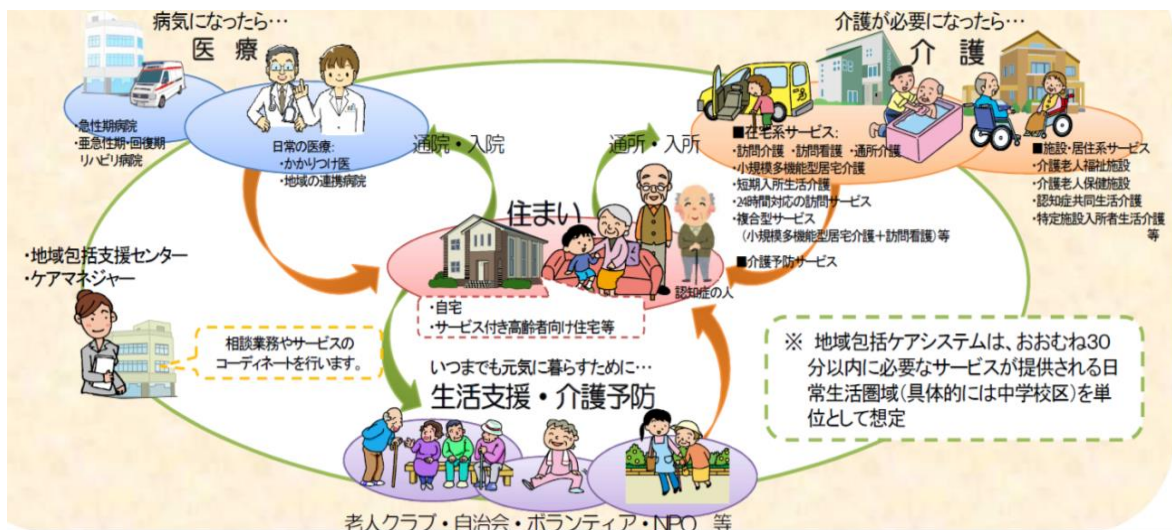 病気になったら…
医 療
・急性期病院
・亜急性期・回復期
リハビリ病院
日常の医療:
・かかりつけ医
・地域の連携病院
通院・入院
介護が必要になったら…
介 護
通所・入所
■在宅系サービス:
・訪問介護 ・訪問看護 ・通所介護
・小規模多機能型居宅介護
・短期入所生活介護
・24時間対応の訪問サービス
・複合型サービス
(小規模多機能型居宅介護+訪問看護)等
■介護予防サービス
■施設・居住系サービス
・介護老人福祉施設
・介護老人保健施設
・認知症共同生活介護
・特定施設入所者生活介護
等
住まい
認知症の人
・自宅
・サービス付き高齢者向け住宅等
・地域包括支援センター
・ケアマネジャー
相談業務やサービスの
コーディネートを行います。
いつまでも元気に暮らすために…
生活支援・介護予防
老人クラブ・自治会・ボランティア・NPO 等
※ 地域包括ケアシステムは、おおむね30
分以内に必要なサービスが提供される日
常生活圏域(具体的には中学校区)を単
位として想定